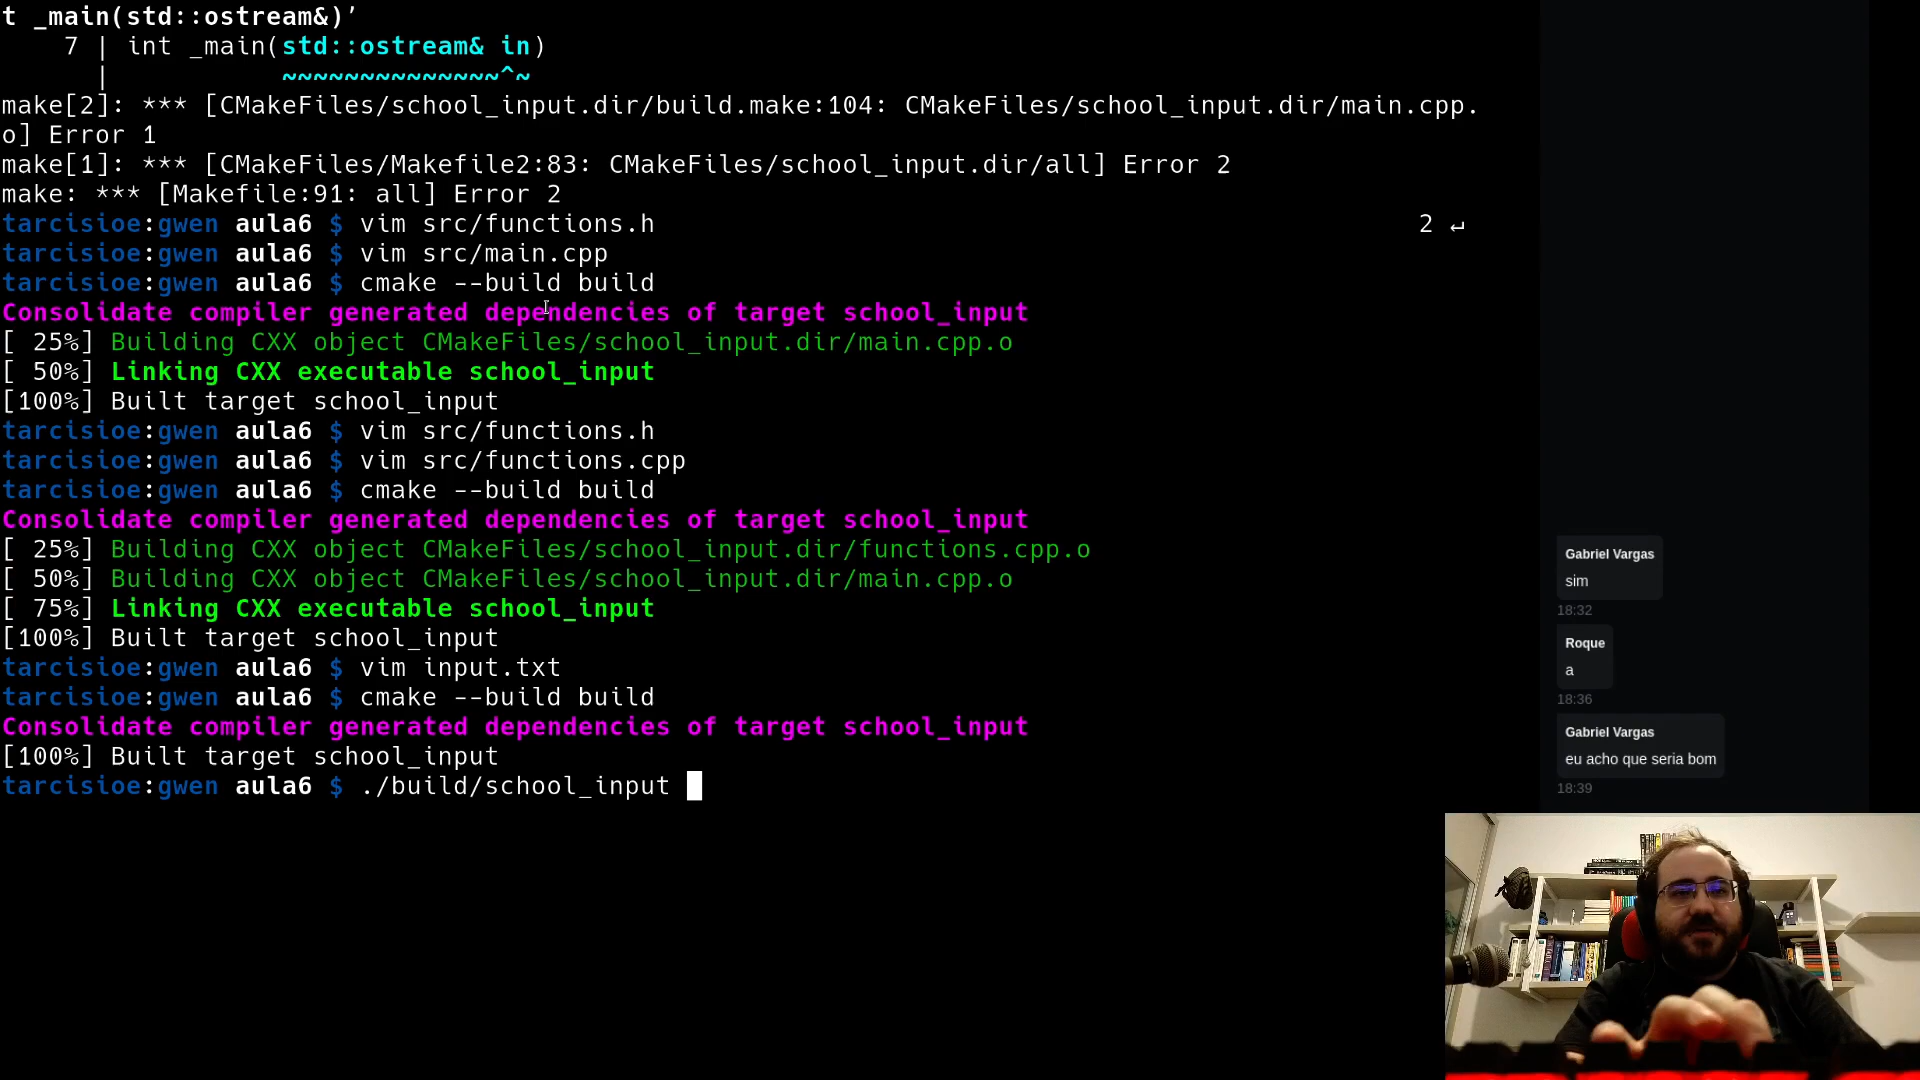 t _main(std::ostream&)’
7 | int _main(std::ostream& in)
| ~~~~~~~~~~~~~~^~
make[2]: *** [CMakeFiles/school_input.dir/build.make:104: CMakeFiles/school_input.dir/main.cpp.
o] Error 1
make[1]: *** [CMakeFiles/Makefile2:83: CMakeFiles/school_input.dir/all] Error 2
make: *** [Makefile:91: all] Error 2
tarcisioe:gwen aula6 $ vim src/functions.h 2 ↵
tarcisioe:gwen aula6 $ vim src/main.cpp
tarcisioe:gwen aula6 $ cmake --build build
Consolidate compiler generated dependencies of target school_input
[ 25%] Building CXX object CMakeFiles/school_input.dir/main.cpp.o
[ 50%] Linking CXX executable school_input
[100%] Built target school_input
tarcisioe:gwen aula6 $ vim src/functions.h
tarcisioe:gwen aula6 $ vim src/functions.cpp
tarcisioe:gwen aula6 $ cmake --build build
Consolidate compiler generated dependencies of target school_input
[ 25%] Building CXX object CMakeFiles/school_input.dir/functions.cpp.o
[ 50%] Building CXX object CMakeFiles/school_input.dir/main.cpp.o
[ 75%] Linking CXX executable school_input
[100%] Built target school_input
tarcisioe:gwen aula6 $ vim input.txt
tarcisioe:gwen aula6 $ cmake --build build
Consolidate compiler generated dependencies of target school_input
[100%] Built target school_input
tarcisioe:gwen aula6 $ ./build/school_input
Gabriel Vargas
sim
18:32
Roque
a
18:36
Gabriel Vargas
eu acho que seria bom
18:39